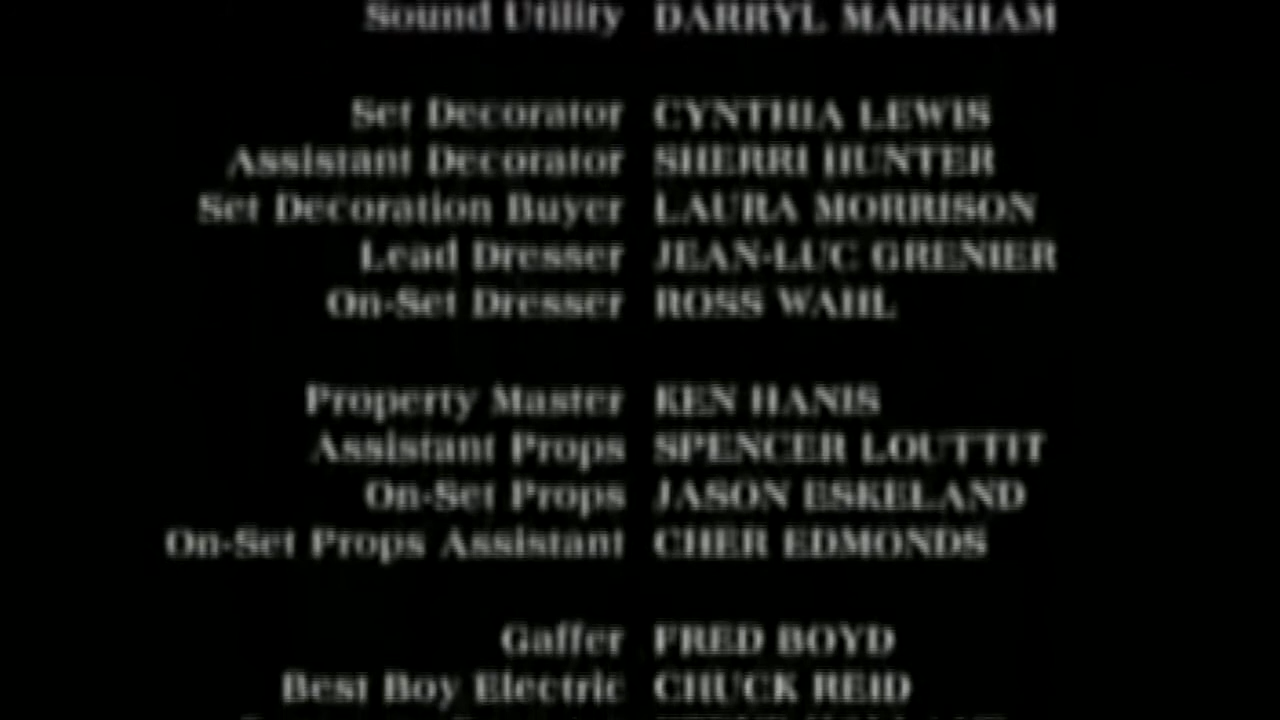 Sound Utility DARRYL MARKHAM
Set Decorator CYNTHIA LEWIS
Assistant Decorator SHERRI HUNTER
Set Decoration Buyer LAURA MORRISON
Lead Dresser JEAN-LUC GRENIER
On-Set Dresser ROSS WAHL
Property Master KEN HANIS
Assistant Props SPENCER LOUTTIT
On-Set Props JASON ESKELAND
On-Set Props Assistant CHER EDMONDS
Gaffer FRED BOYD
Best Boy Electric CHUCK REID